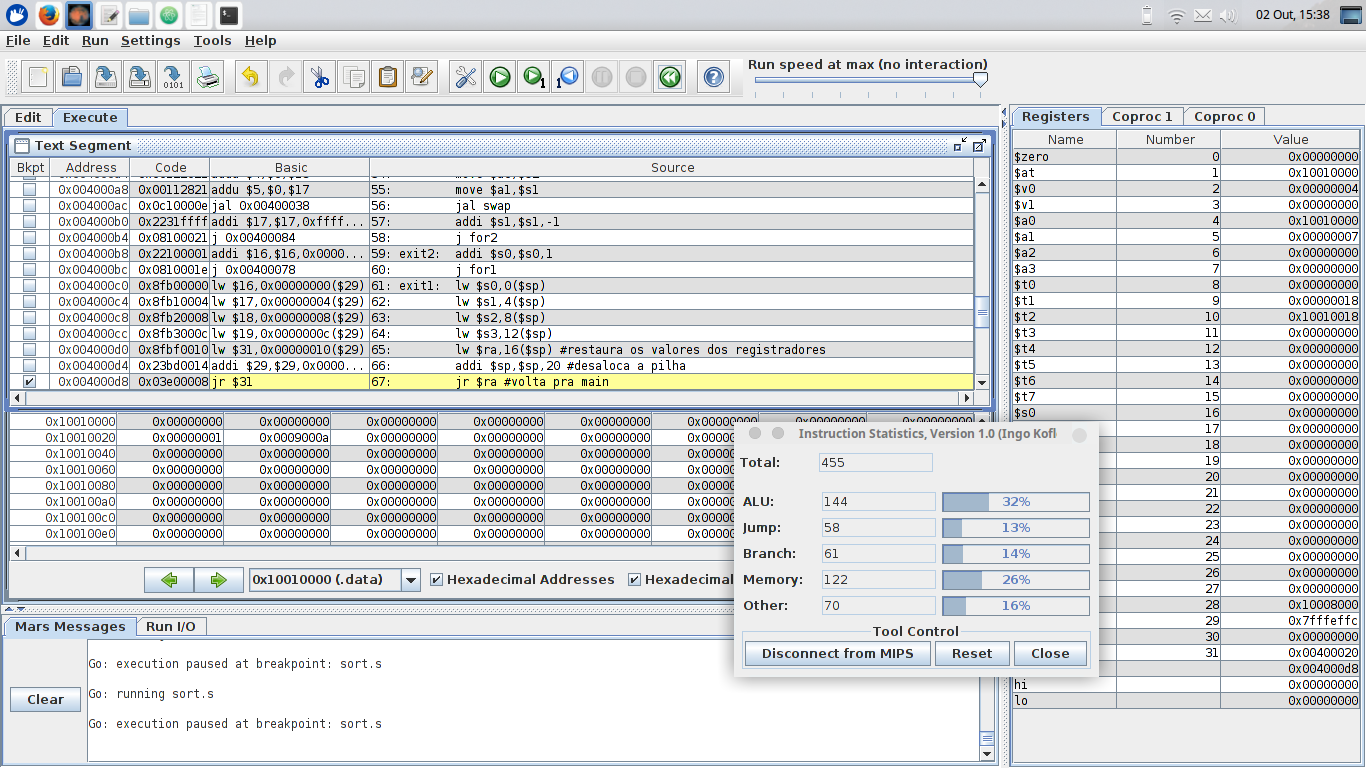 02 Out, 15:38
File Edit Run Settings Tools Help
Run speed at max (no interaction)
Edit Execute
Text Segment
Bkpt Address Code Basic Source
0x004000a8 0x00112821 addu $5,$0,$17 55: move $a1,$s1
0x004000ac 0x0c10000e jal 0x00400038 56: jal swap
0x004000b0 0x2231ffff addi $17,$17,0xffff... 57: addi $s1,$s1,-1
0x004000b4 0x08100021 j 0x00400084 58: j for2
0x004000b8 0x22100001 addi $16,$16,0x0000... 59: exit2: addi $s0,$s0,1
0x004000bc 0x0810001e j 0x00400078 60: j for1
0x004000c0 0x8fb00000 lw $16,0x00000000($29) 61: exit1: lw $s0,0($sp)
0x004000c4 0x8fb10004 lw $17,0x00000004($29) 62: lw $s1,4($sp)
0x004000c8 0x8fb20008 lw $18,0x00000008($29) 63: lw $s2,8($sp)
0x004000cc 0x8fb3000c lw $19,0x0000000c($29) 64: lw $s3,12($sp)
0x004000d0 0x8fbf0010 lw $31,0x00000010($29) 65: lw $ra,16($sp) #restaura os valores dos registradores
0x004000d4 0x23bd0014 addi $29,$29,0x0000... 66: addi $sp,$sp,20 #desaloca a pilha
0x004000d8 0x03e00008 jr $31 67: jr $ra #volta pra main
0x10010000 0x00000000 0x00000000 0x00000000 0x00000000 0x00000000 0x00000000 0x00000000 0x00000000
0x10010020 0x00000001 0x0009000a 0x00000000 0x00000000 0x00000000
0x10010040 0x00000000 0x00000000 0x00000000 0x00000000 0x00000000
0x10010060 0x00000000 0x00000000 0x00000000 0x00000000 0x00000000
0x10010080 0x00000000 0x00000000 0x00000000 0x00000000 0x00000000
0x100100a0 0x00000000 0x00000000 0x00000000 0x00000000 0x00000000
0x100100c0 0x00000000 0x00000000 0x00000000 0x00000000 0x00000000
0x100100e0 0x00000000 0x00000000 0x00000000 0x00000000 0x00000000
0x10010000 (.data) Hexadecimal Addresses Hexadecimal
Mars Messages Run I/O
Clear
Go: execution paused at breakpoint: sort.s
Go: running sort.s
Go: execution paused at breakpoint: sort.s
Instruction Statistics, Version 1.0 (Ingo Kofl
Total: 455
ALU: 144 32%
Jump: 58 13%
Branch: 61 14%
Memory: 122 26%
Other: 70 16%
Tool Control
Disconnect from MIPS Reset Close
Registers Coproc 1 Coproc 0
Name Number Value
$zero 0 0x00000000
$at 1 0x10010000
$v0 2 0x00000004
$v1 3 0x00000000
$a0 4 0x10010000
$a1 5 0x00000007
$a2 6 0x00000000
$a3 7 0x00000000
$t0 8 0x00000000
$t1 9 0x00000018
$t2 10 0x10010018
$t3 11 0x00000000
$t4 12 0x00000000
$t5 13 0x00000000
$t6 14 0x00000000
$t7 15 0x00000000
$s0 16 0x00000000
17 0x00000000
18 0x00000000
19 0x00000000
20 0x00000000
21 0x00000000
22 0x00000000
23 0x00000000
24 0x00000000
25 0x00000000
26 0x00000000
27 0x00000000
28 0x10008000
29 0x7fffeffc
30 0x00000000
31 0x00400020
0x004000d8
hi 0x00000000
lo 0x00000000